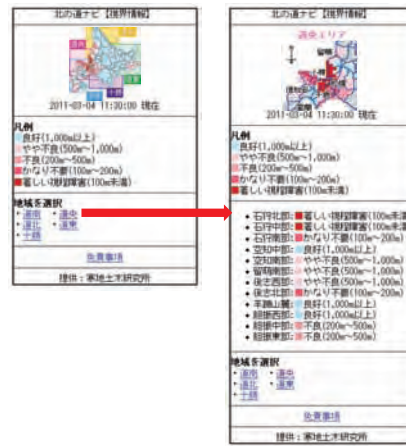 北の道ナビ【視界情報】
2011-03-04 11:30:00 現在
凡例
良好(1,000m以上)
やや不良(500m～1,000m)
不良(200m～500m)
かなり不良(100m～200m)
著しい視程障害(100m未満)
地域を選択
・道南 ・道央
・道北 ・道東
・十勝
免責事項
提供：寒地土木研究所
北の道ナビ【視界情報】
道央エリア
2011-03-04 11:30:00 現在
凡例
良好(1,000m以上)
やや不良(500m～1,000m)
不良(200m～500m)
かなり不良(100m～200m)
著しい視程障害(100m未満)
石狩北部: 著しい視程障害(100m未満
石狩中部: 著しい視程障害(100m未満
石狩南部: かなり不良(100m～200m)
空知中部: 良好(1,000m以上)
空知南部: やや不良(500m～1,000m)
留萌南部: やや不良(500m～1,000m)
後志西部: やや不良(500m～1,000m)
後志北部: かなり不良(100m～200m)
羊蹄山麓: 良好(1,000m以上)
胆振西部: 良好(1,000m以上)
胆振中部: 不良(200m～500m)
胆振東部: 不良(200m～500m)
地域を選択
・道南 ・道央
・道北 ・道東
・十勝
免責事項
提供：寒地土木研究所